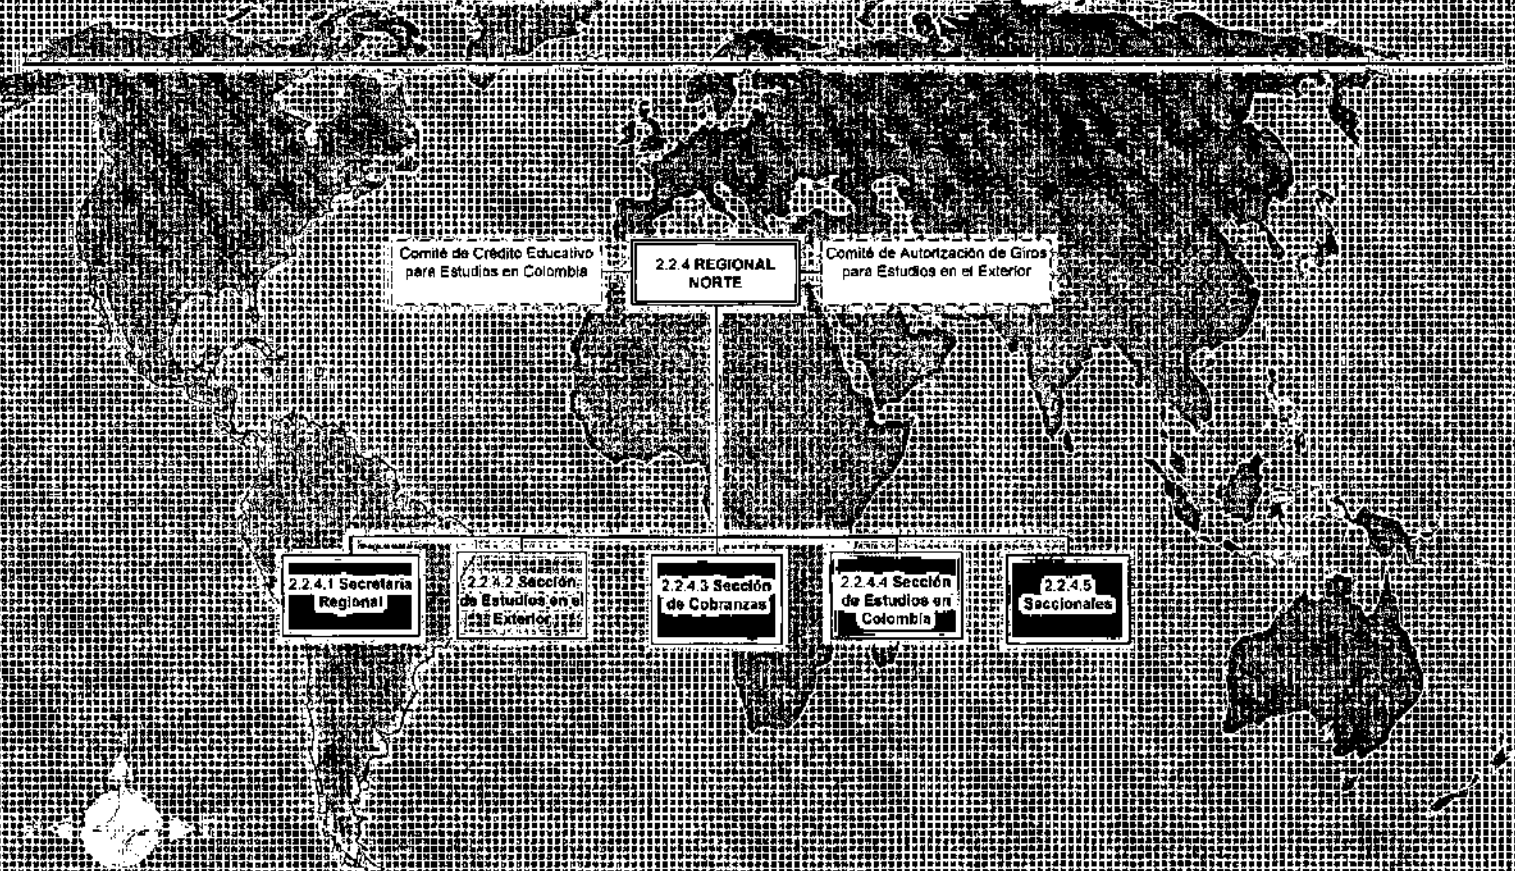 Comité de Crédito Educativo
para Estudios en Colombia
2.2.4 REGIONAL
NORTE
Comité de Autorización de Giros
para Estudios en el Exterior
2.2.4.1 Secretaria
Regional
2.2.4.2 Sección
de Estudios en el
Exterior
2.2.4.3 Sección
de Cobranzas
2.2.4.4 Sección
de Estudios en
Colombia
2.2.4.5
Seccionales